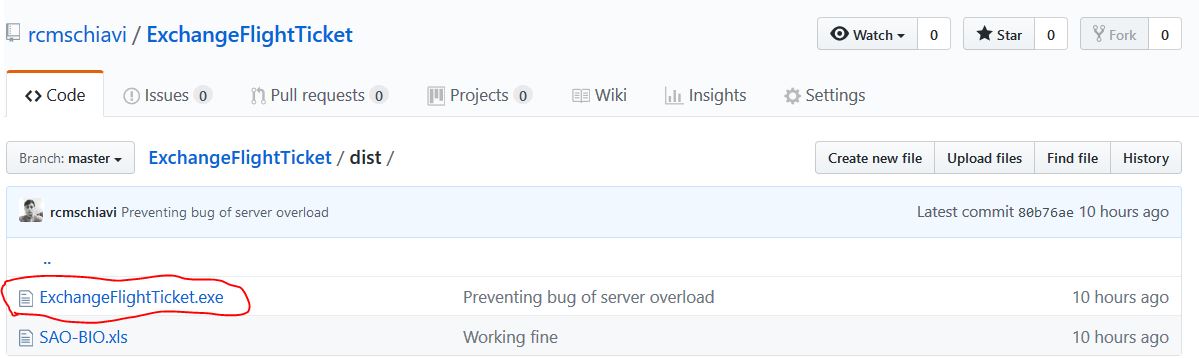 rcmschiavi / ExchangeFlightTicket Watch 0 Star 0 Fork 0
Code Issues 0 Pull requests 0 Projects 0 Wiki Insights Settings
Branch: master ExchangeFlightTicket / dist / Create new file Upload files Find file History
rcmschiavi Preventing bug of server overload Latest commit 80b76ae 10 hours ago
..
ExchangeFlightTicket.exe Preventing bug of server overload 10 hours ago
SAO-BIO.xls Working fine 10 hours ago